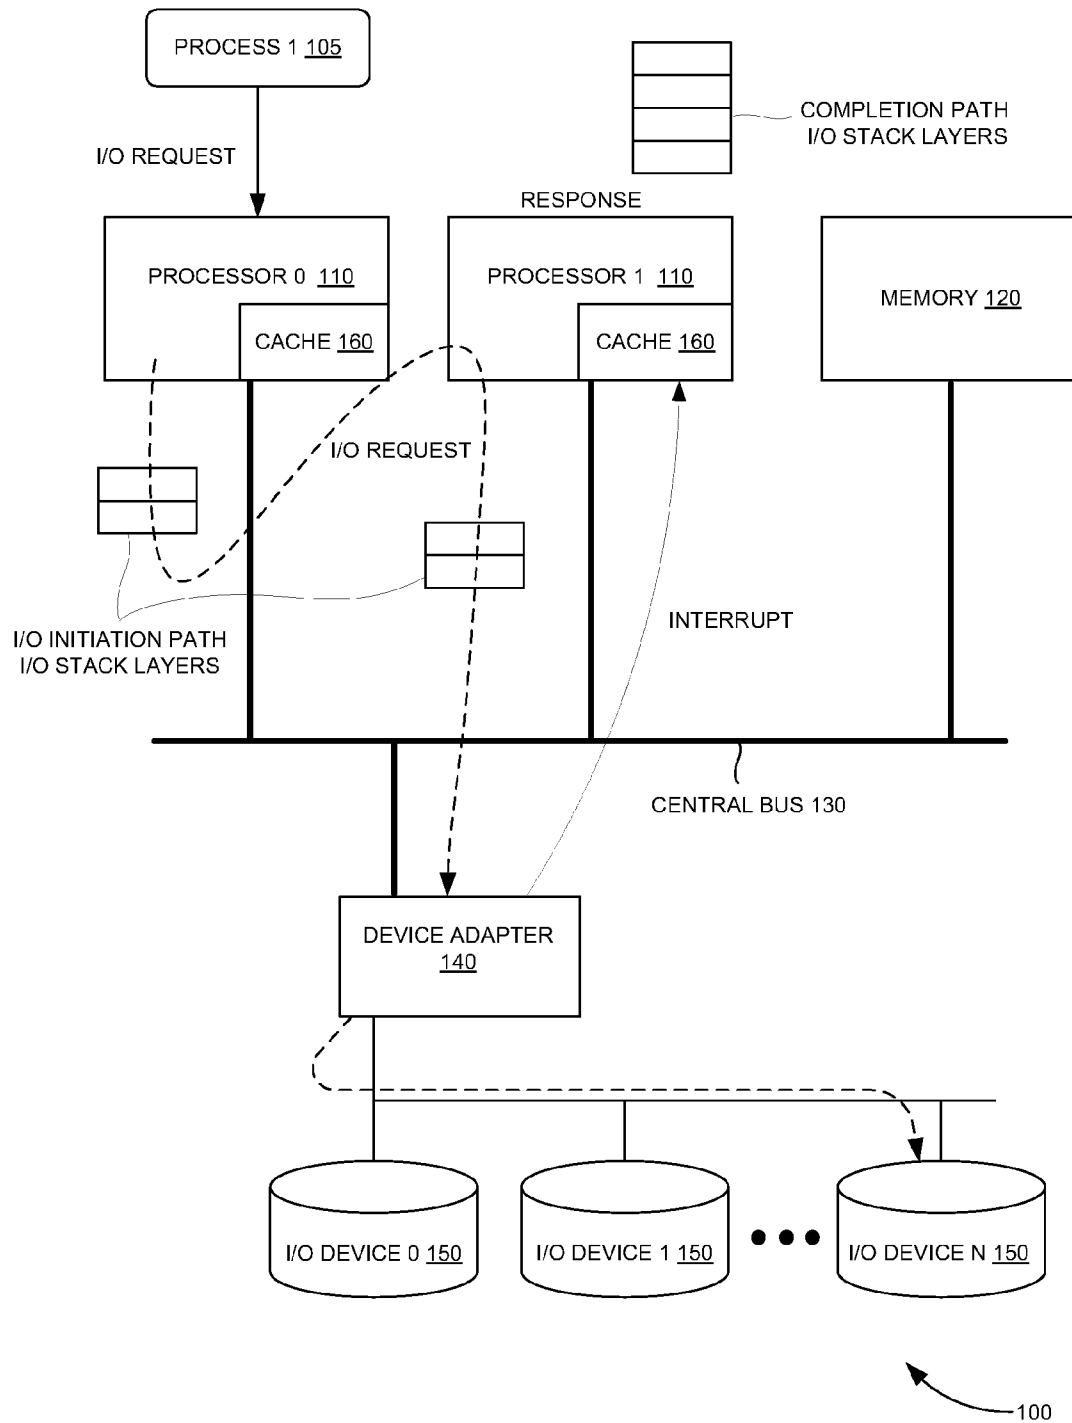 PROCESS 1 105
COMPLETION PATH
I/O STACK LAYERS
I/O REQUEST
RESPONSE
PROCESSOR 0 110
PROCESSOR 1 110
MEMORY 120
CACHE 160
CACHE 160
I/O REQUEST
I/O INITIATION PATH
I/O STACK LAYERS
INTERRUPT
CENTRAL BUS 130
DEVICE ADAPTER
140
I/O DEVICE 0 150
I/O DEVICE 1 150
I/O DEVICE N 150
100